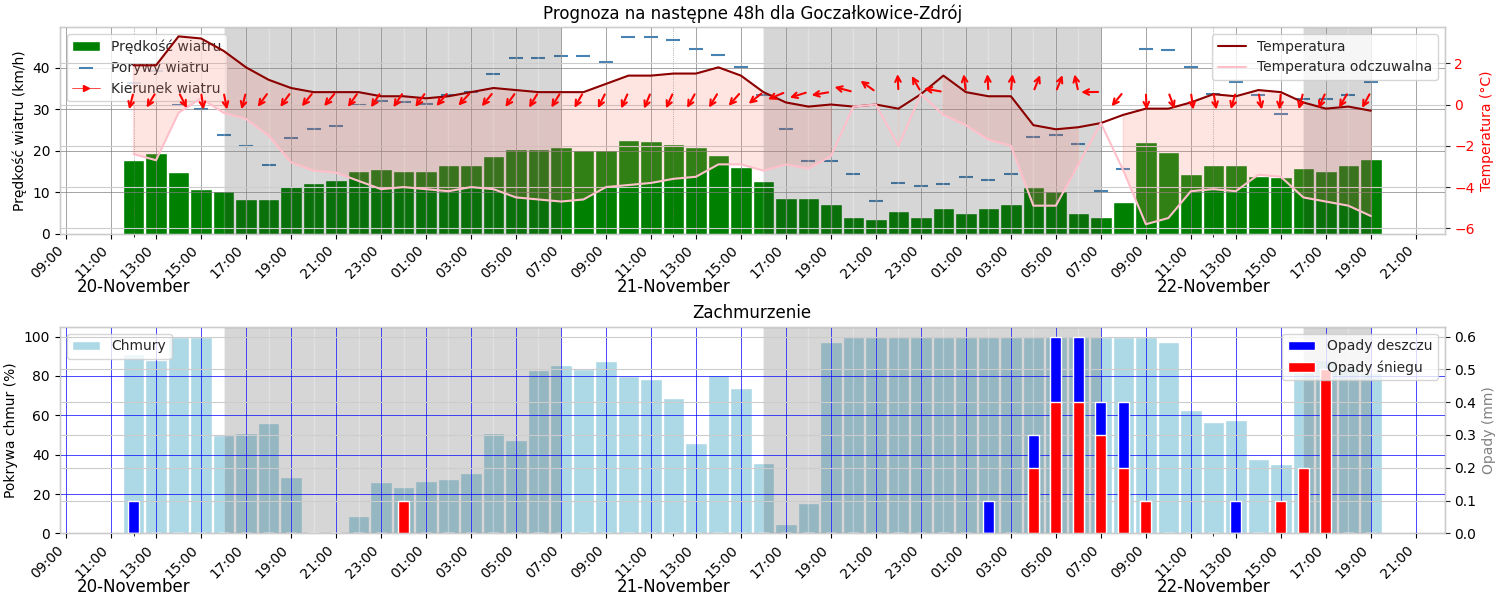 Prognoza na następne 48h dla Goczałkowice-Zdrój
Prędkość wiatru (km/h)
40
30
20
10
0
Prędkość wiatru
Porywy wiatru
Kierunek wiatru
Temperatura
Temperatura odczuwalna
2
0
−2
−4
−6
Temperatura (°C)
09:00 11:00 13:00 15:00 17:00 19:00 21:00 23:00 01:00 03:00 05:00 07:00 09:00 11:00 13:00 15:00 17:00 19:00 21:00 23:00 01:00 03:00 05:00 07:00 09:00 11:00 13:00 15:00 17:00 19:00 21:00
20-November 21-November 22-November
Zachmurzenie
Pokrywa chmur (%)
100
80
60
40
20
0
Chmury
Opady deszczu
Opady śniegu
0.6
0.5
0.4
0.3
0.2
0.1
0.0
Opady (mm)
09:00 11:00 13:00 15:00 17:00 19:00 21:00 23:00 01:00 03:00 05:00 07:00 09:00 11:00 13:00 15:00 17:00 19:00 21:00 23:00 01:00 03:00 05:00 07:00 09:00 11:00 13:00 15:00 17:00 19:00 21:00
20-November 21-November 22-November